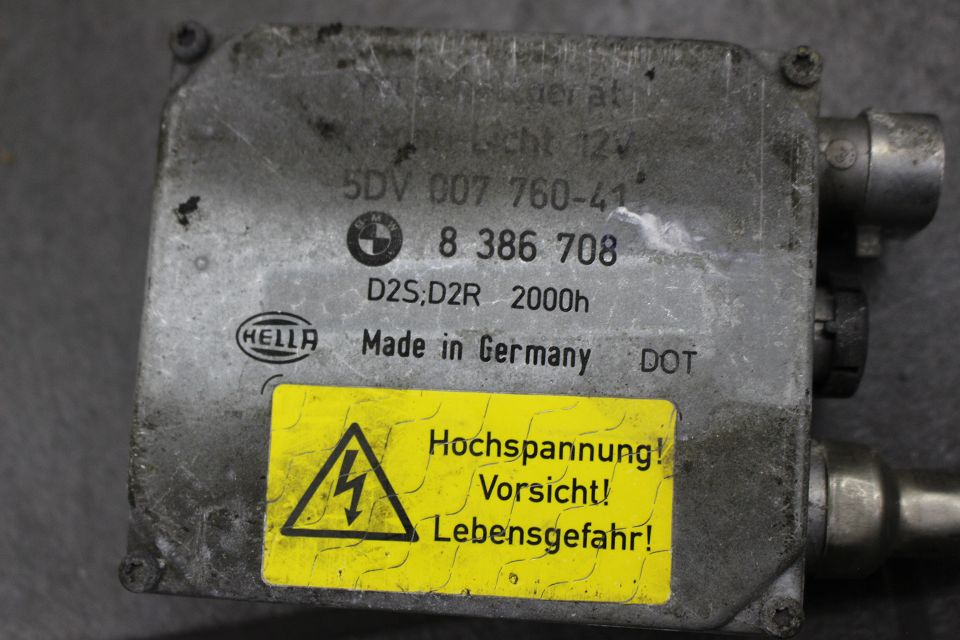 12V
5DV 007 760-41
BMW
8 386 708
D2S;D2R 2000h
HELLA
Made in Germany DOT
Hochspannung!
Vorsicht!
Lebensgefahr!